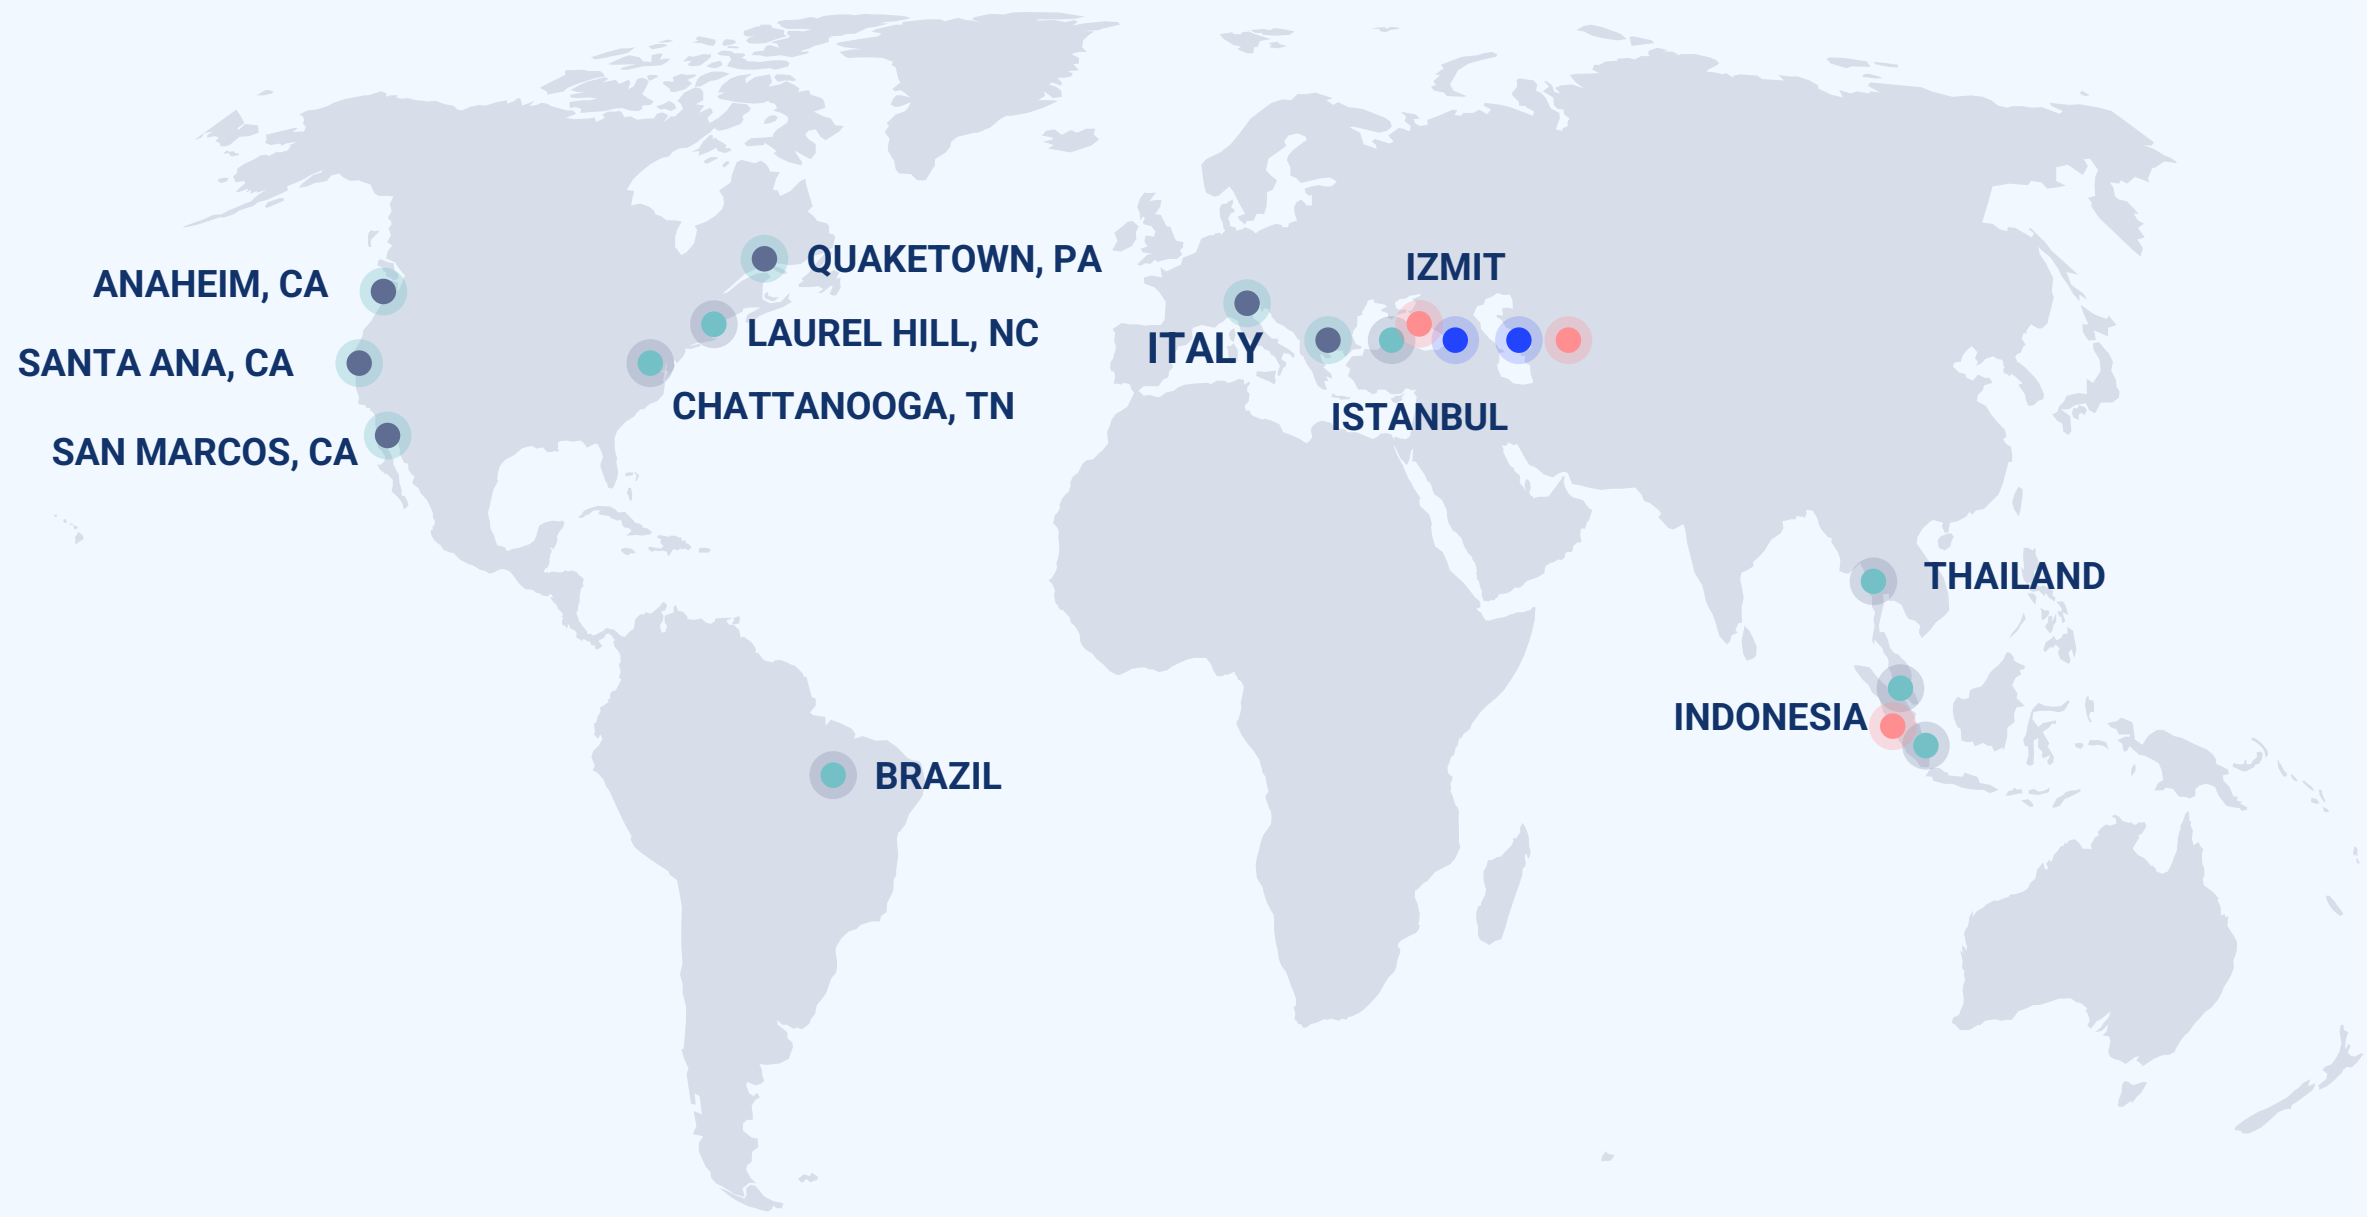 QUAKETOWN, PA
IZMIT
ANAHEIM, CA
LAUREL HILL, NC
ITALY
SANTA ANA, CA
CHATTANOOGA, TN
ISTANBUL
SAN MARCOS, CA
THAILAND
INDONESIA
BRAZIL